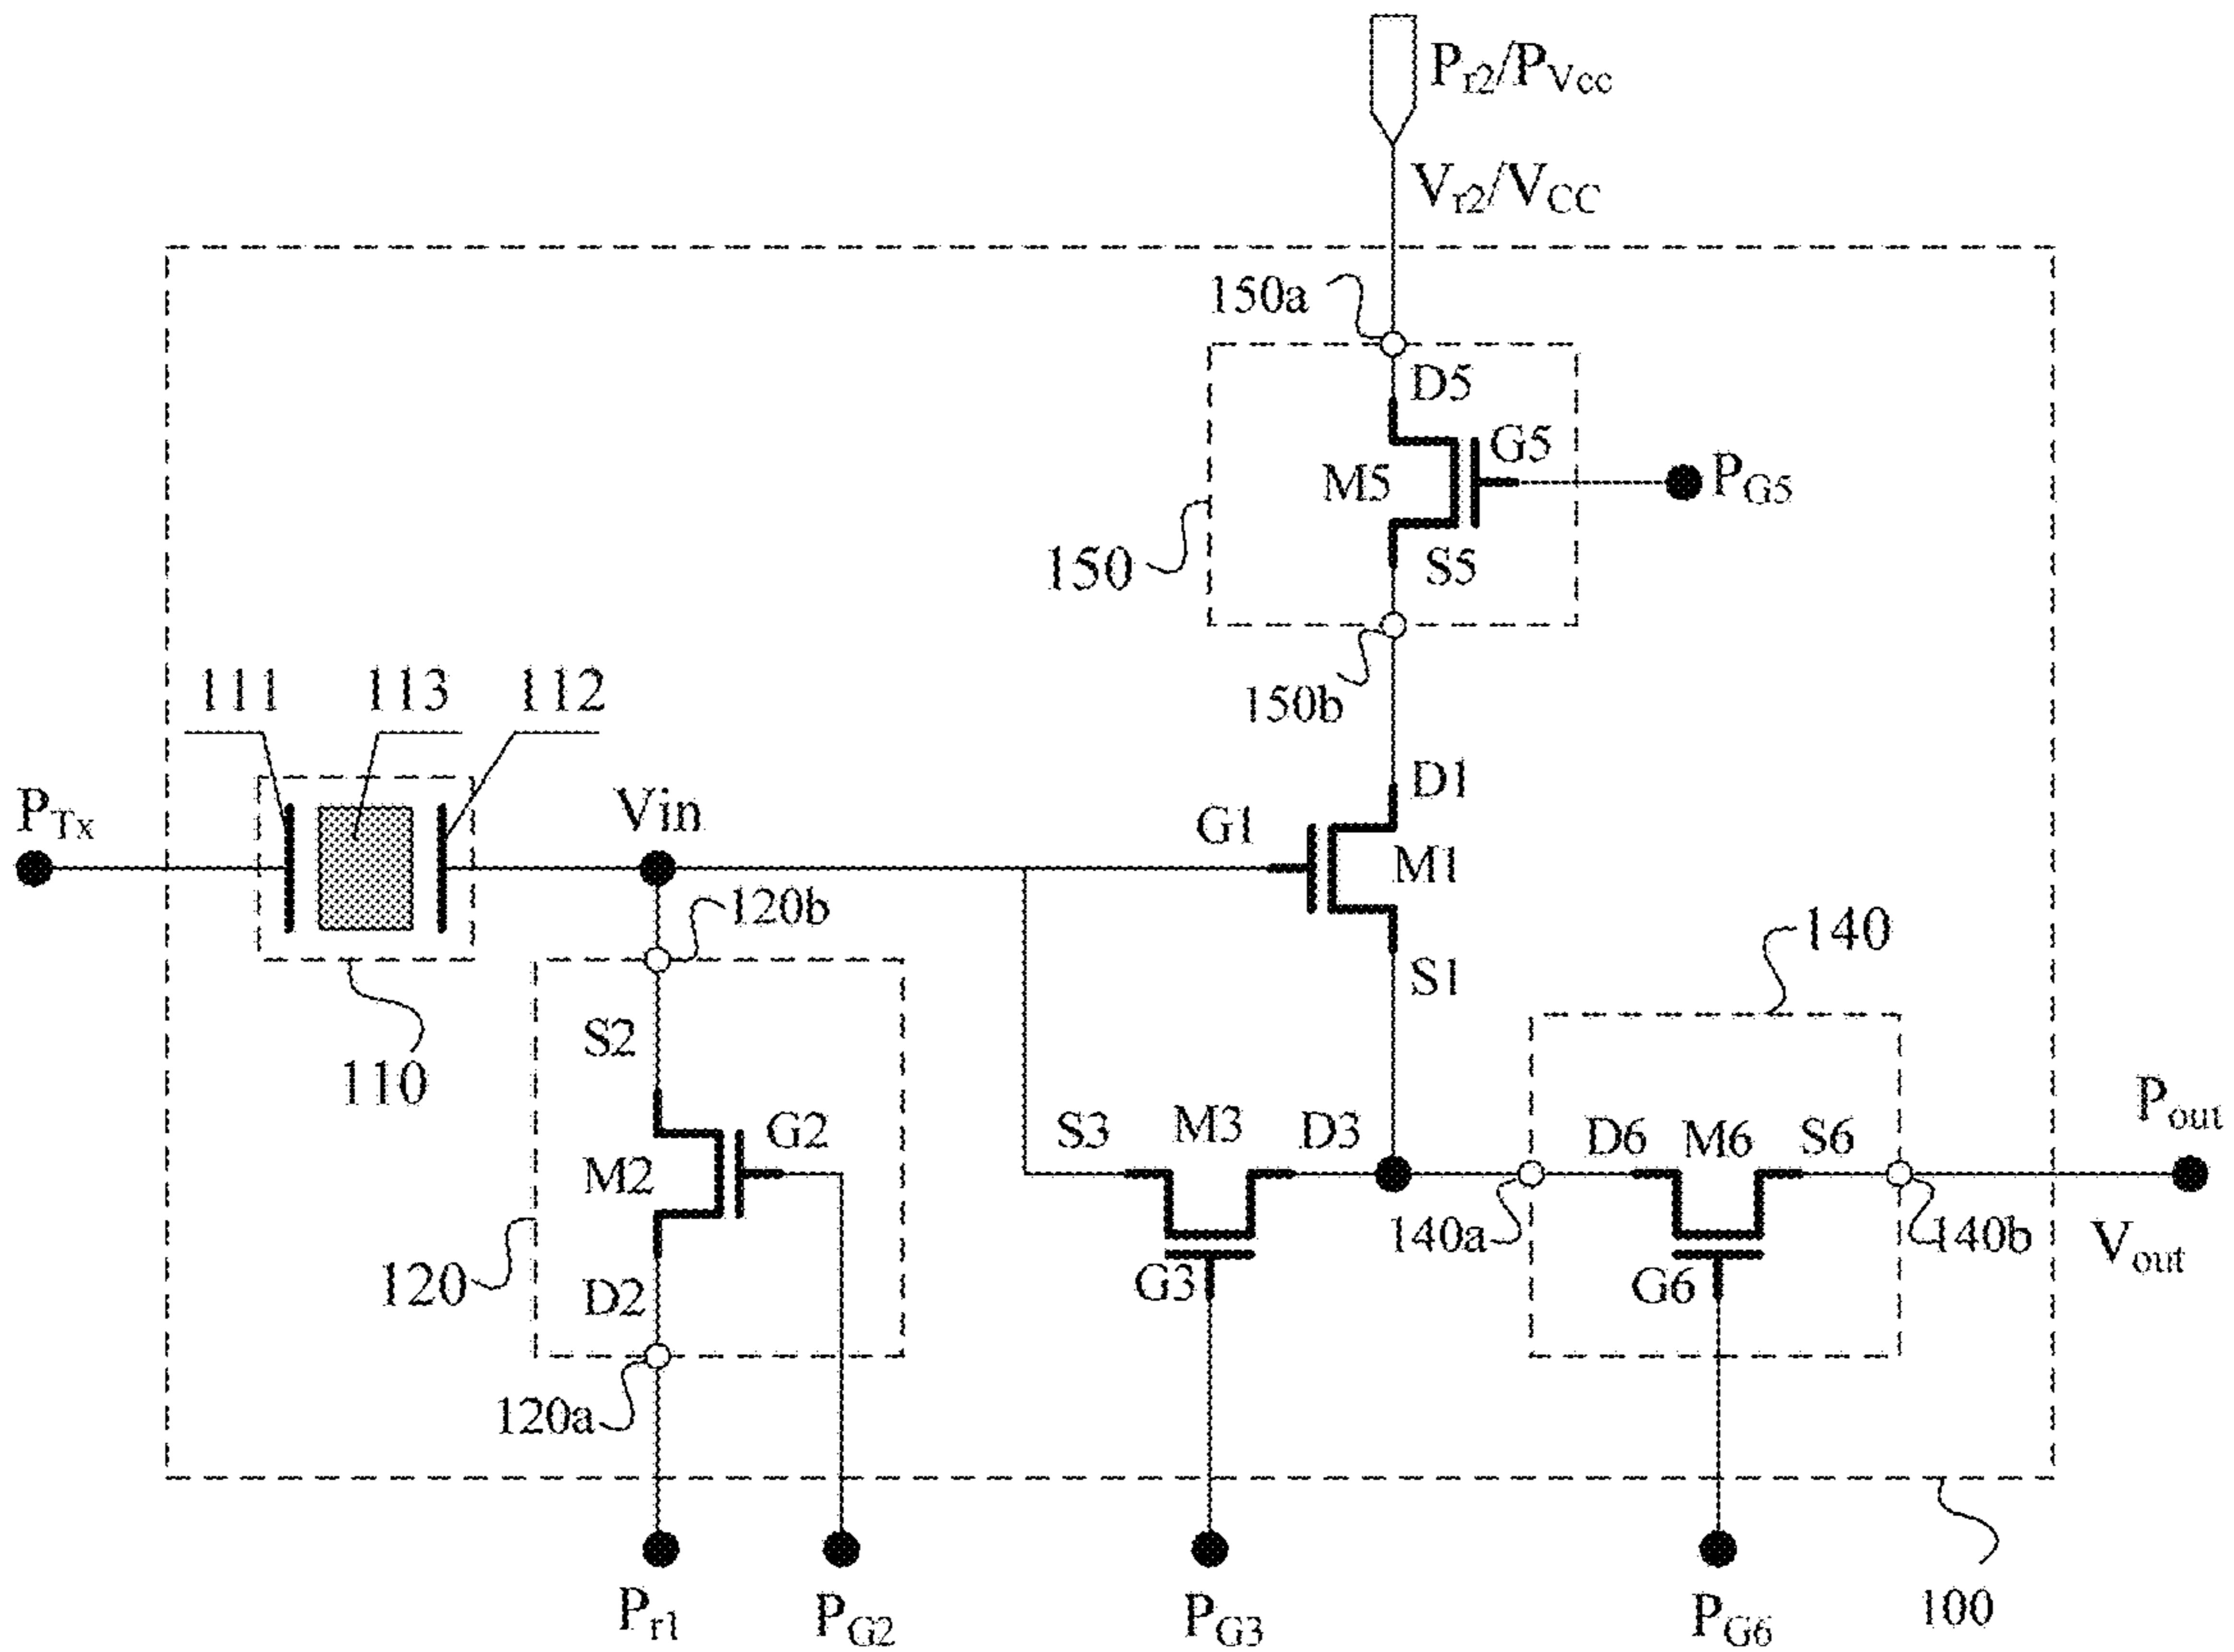 Pr2/PVcc
Vr2/VCC
150a
D5
G5
M5
PG5
150
S5
150b
111 113 112
D1
PTx
Vin
G1
M1
120b
140
S1
110
S2
G2
M2
S3 M3 D3
D6 M6 S6
Pout
140a
140b
Vout
120
D2
G3
G6
120a
100
Pr1
PG2
PG3
PG6